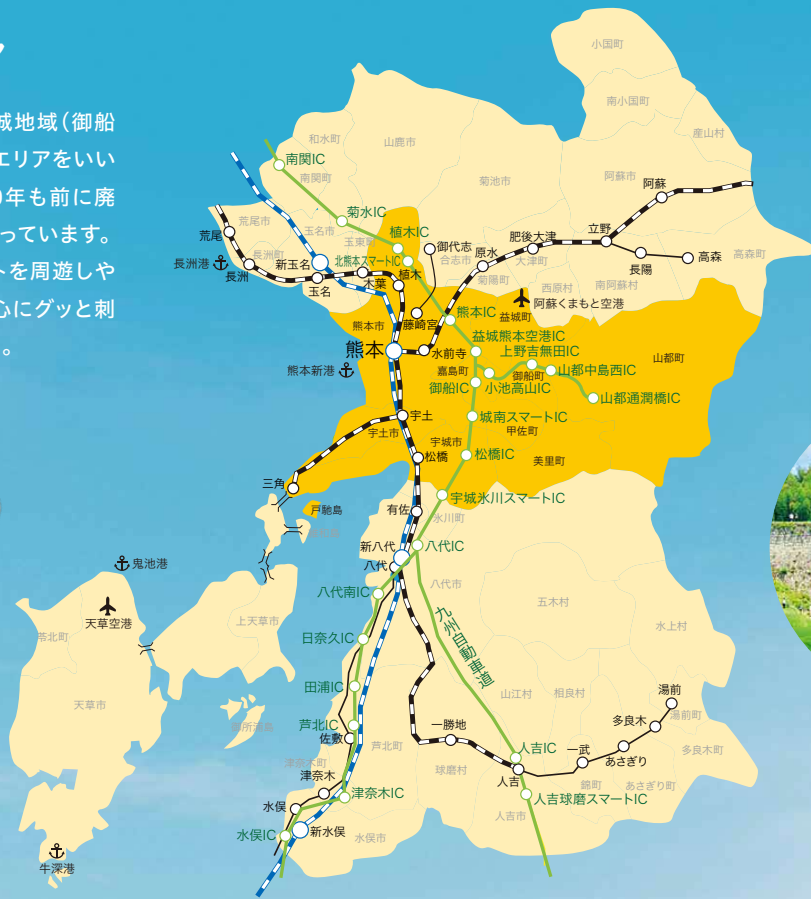 城地域(御船
エリアをいい
年も前に廃
っています。
トを周遊しや
心にグッと刺
。
小国町
南小国町
産山村
和水町
山鹿市
菊池市
阿蘇市
阿蘇
南関IC
南関町
菊水IC
荒尾市
玉名市
玉東町
植木IC
荒尾
長洲町
新玉名
北熊本スマートIC
御代志
合志市
原水
肥後大津
大津町
立野
長陽
高森
高森町
長洲港
長洲
玉名
木葉
植木
菊陽町
西原村
南阿蘇村
阿蘇くまもと空港
熊本市
藤崎宮
熊本IC
益城町
益城熊本空港IC
熊本
水前寺
上野吉無田IC
山都町
熊本新港
嘉島町
御船町
山都中島西IC
御船IC
小池高山IC
山都通潤橋IC
宇土
城南スマートIC
甲佐町
宇土市
宇城市
松橋
松橋IC
美里町
三角
宇城氷川スマートIC
戸馳島
有佐
氷川町
新八代
八代IC
八代
鬼池港
八代南IC
八代市
五木村
天草空港
上天草市
水上村
苓北町
日奈久IC
九州自動車道
天草市
田浦IC
山江村
相良村
湯前
湯前町
御所浦島
芦北IC
佐敷
芦北町
一勝地
多良木
多良木町
人吉IC
一武
あさぎり
津奈木町
津奈木
球磨村
人吉
錦町
あさぎり町
津奈木IC
人吉球磨スマートIC
水俣
人吉市
水俣IC
新水俣
水俣市
牛深港